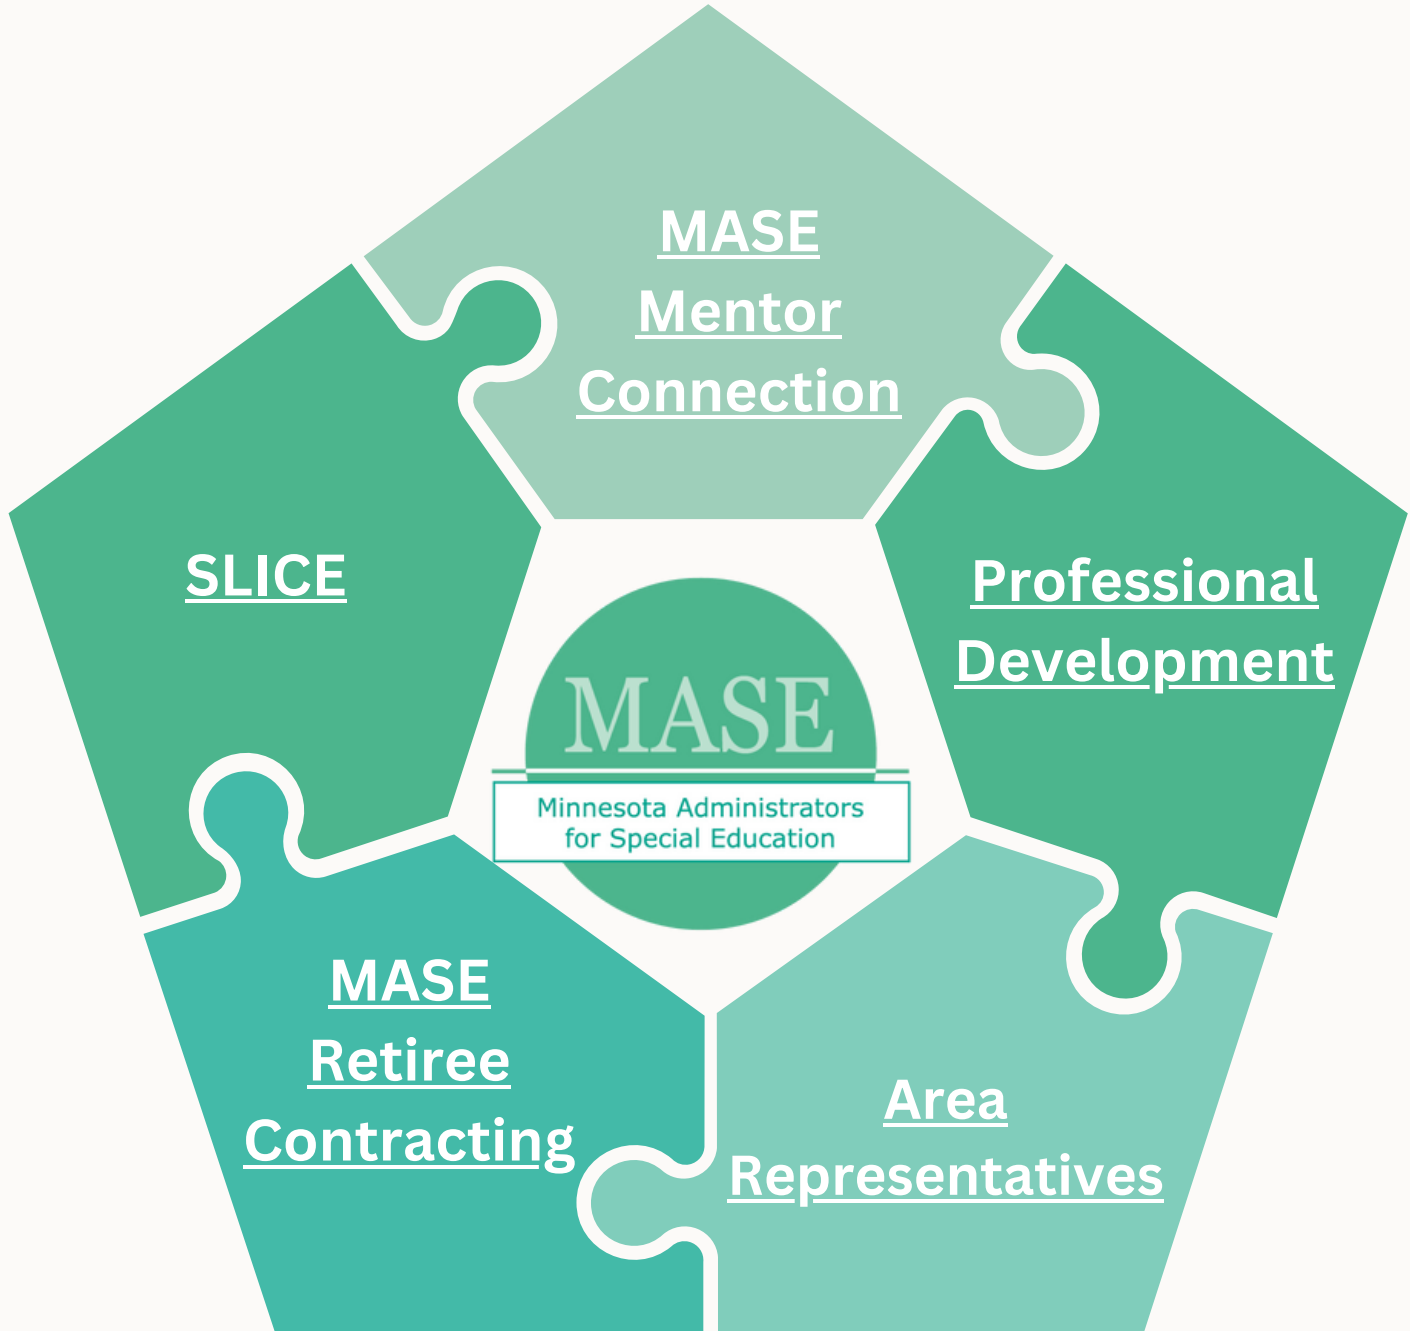 MASE
Mentor
Connection
SLICE
Professional
Development
MASE
Minnesota Administrators
for Special Education
MASE
Retiree
Contracting
Area
Representatives